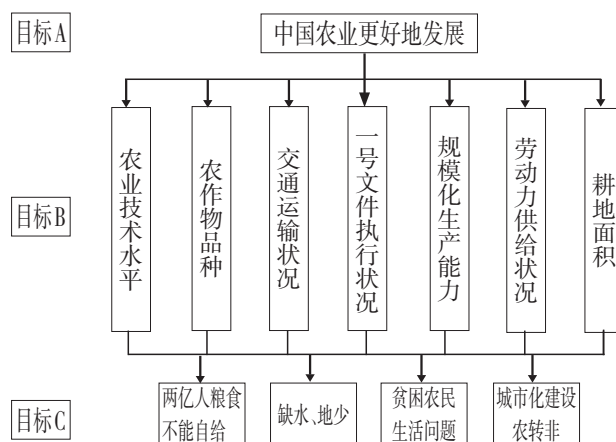 目标A
中国农业更好地发展
目标B
农业技术水平
农作物品种
交通运输状况
一号文件执行状况
规模化生产能力
劳动力供给状况
耕地面积
目标C
两亿人粮食
不能自给
缺水、地少
贫困农民
生活问题
城市化建设
农转非